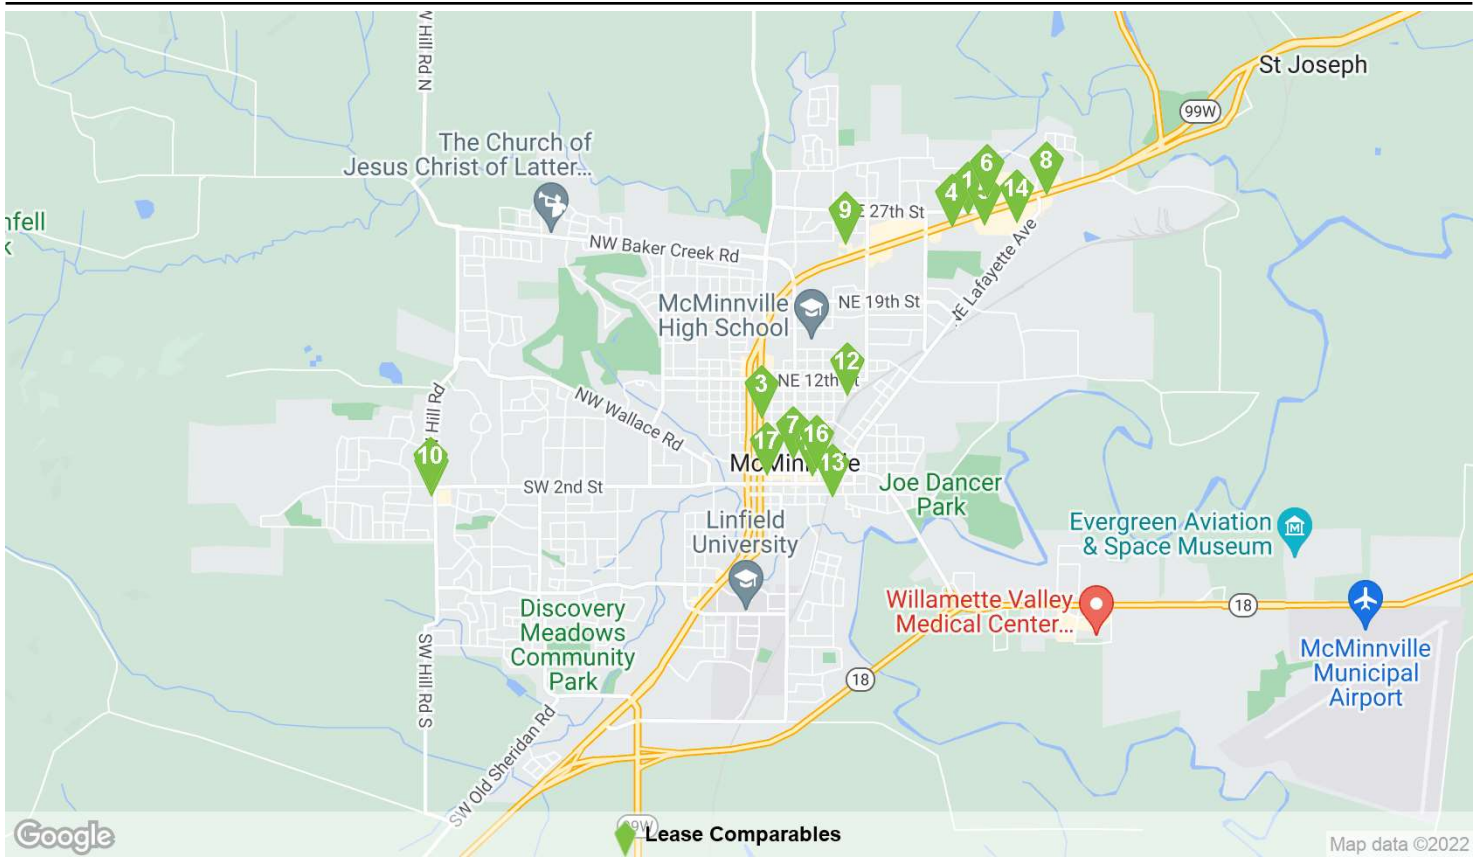 W Hill Rd N
St Joseph
99W
The Church of
Jesus Christ of Latter...
6
8
1
4
14
nfell
k
9
27th St
NW Baker Creek Rd
NE Lafayette Ave
McMinnville
High School
NE 19th St
12
3
NE 12th
Hill Rd
NW Wallace Rd
7
16
17
10
13
SW 2nd St
Joe Dancer
Park
Linfield
University
Evergreen Aviation
& Space Museum
Willamette Valley
Medical Center...
18
Discovery
Meadows
Community
Park
McMinnville
Municipal
Airport
SW Hill Rd S
18
SW Old Sheridan Rd
Google
99W
Lease Comparables
Map data ©2022